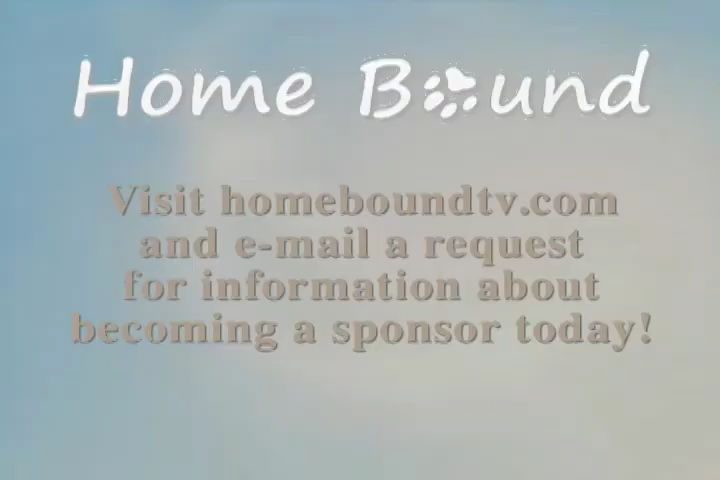 Home Bound
Visit homeboundtv.com
and e-mail a request
for information about
becoming a sponsor today!